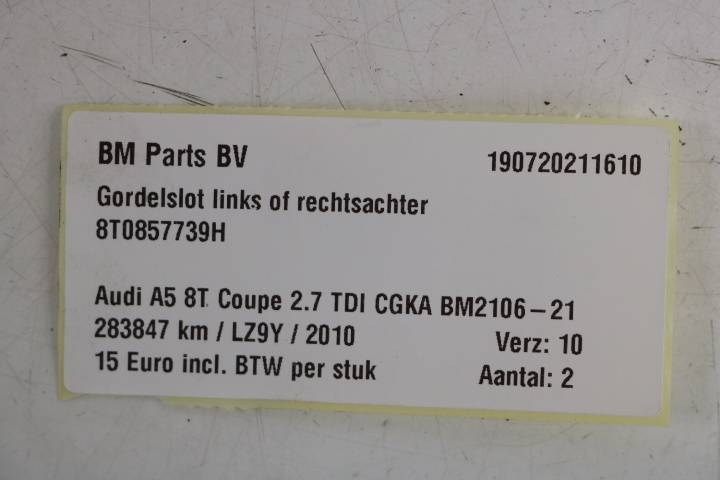 BM Parts BV 190720211610
Gordelslot links of rechtsachter
8T0857739H
Audi A5 8T Coupe 2.7 TDI CGKA BM2106-21
283847 km / LZ9Y / 2010 Verz: 10
15 Euro incl. BTW per stuk Aantal: 2